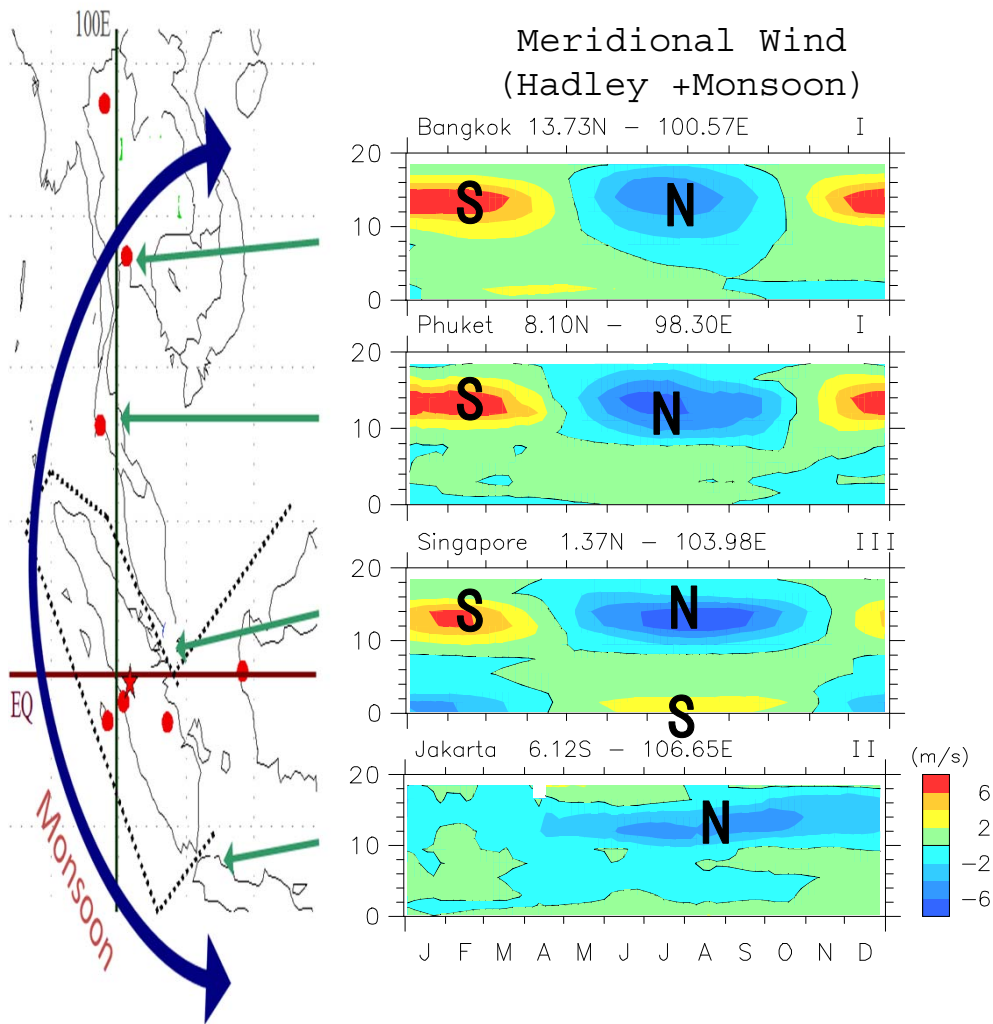 100E
EQ
Monsoon
Meridional Wind
(Hadley +Monsoon)
Bangkok 13.73N – 100.57E I
20
10
0
S
N
Phuket 8.10N – 98.30E I
20
10
0
S
N
Singapore 1.37N – 103.98E III
20
10
0
S
N
S
Jakarta 6.12S – 106.65E II
20
10
0
N
J F M A M J J A S O N D
(m/s)
6
2
−2
−6